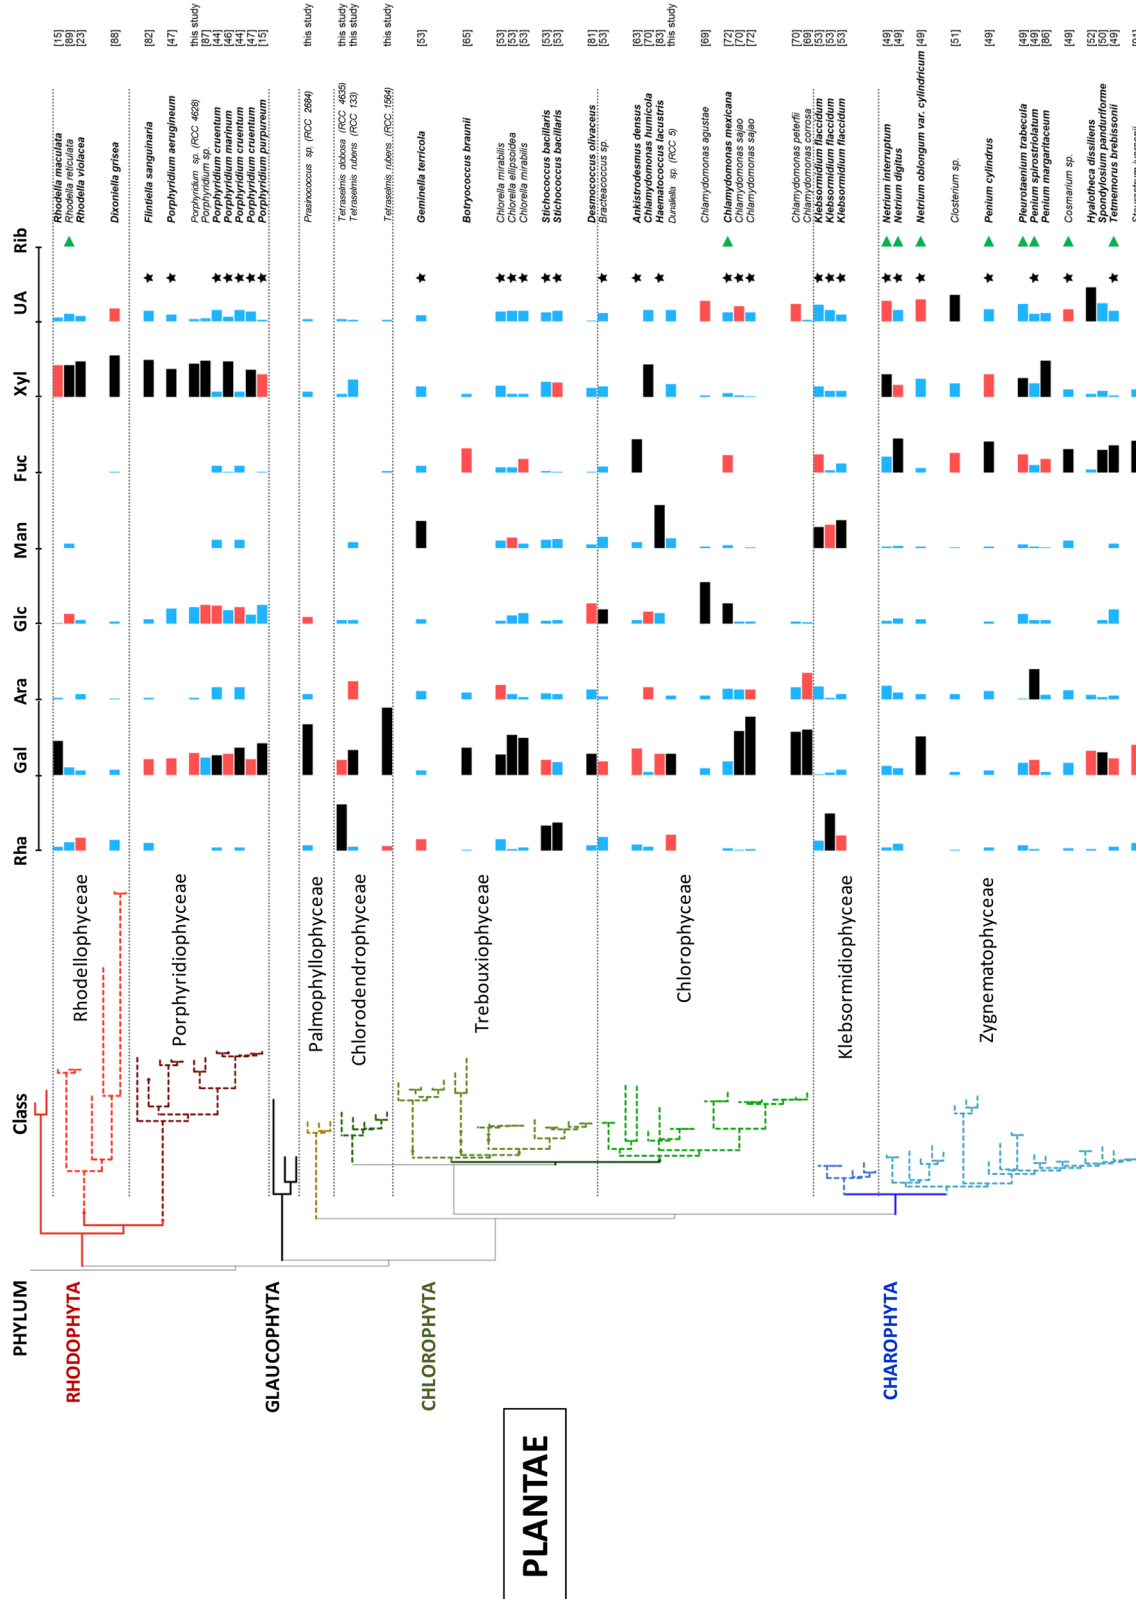 PLANTAE
PHYLUM
RHODOPHYTA
GLAUCOPHYTA
CHLOROPHYTA
CHAROPHYTA
Class
Rhodellophyceae
Porphyridiophyceae
Palmophyllophyceae
Chlorodendrophyceae
Trebouxiophyceae
Chlorophyceae
Klebsormidiophyceae
Zygnematophyceae
Rha Gal Ara Glc Man Fuc Xyl UA Rib
Rhodella maculata [15]
Rhodella reticulata [89]
Rhodella violacea [23]
Dixoniella grisea [88]
Flintiella sanguinaria [82]
Porphyridium aerugineum [47]
Porphyridium sp. (RCC 4628) this study
Porphyridium sp. [87]
Porphyridium cruentum [44]
Porphyridium marinum [46]
Porphyridium cruentum [44]
Porphyridium cruentum [47]
Porphyridium purpureum [15]
Prasinococcus sp. (RCC 2684) this study
Tetraselmis dobosa (RCC 4635) this study
Tetraselmis rubens (RCC 133) this study
Tetraselmis rubens (RCC 1564) this study
Geminella terricola [53]
Botryococcus braunii [65]
Chlorella mirabilis [53]
Chlorella ellipsoidea [53]
Chlorella mirabilis [53]
Stichococcus bacillaris [53]
Stichococcus bacillaris [53]
Desmococcus olivaceus [81]
Bracteacoccus sp. [53]
Ankistrodesmus densus [63]
Chlamydomonas humicola [70]
Haematococcus lacustris [83]
Dunaliella sp. (RCC 5) this study
Chlamydomonas agustae [69]
Chlamydomonas mexicana [72]
Chlamydomonas sajao [70]
Chlamydomonas sajao [72]
Chlamydomonas peterfii [70]
Chlamydomonas corrosa [69]
Klebsormidium flaccidum [53]
Klebsormidium flaccidum [53]
Klebsormidium flaccidum [53]
Netrium interruptum [49]
Netrium digitus [49]
Netrium oblongum var. cylindricum [49]
Closterium sp. [51]
Penium cylindrus [49]
Pleurotaenium trabecula [49]
Penium spirostriolatum [49]
Penium margaritaceum [86]
Cosmarium sp. [49]
Hyalotheca dissiliens [52]
Spondylosium panduriforme [50]
Tetmemorus brebissonii [49]